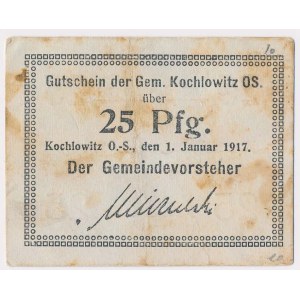 Gutschein der Gem. Kochlowitz OS.
über
25 Pfg.
Kochlowitz O.-S., den 1. Januar 1917.
Der Gemeindevorsteher